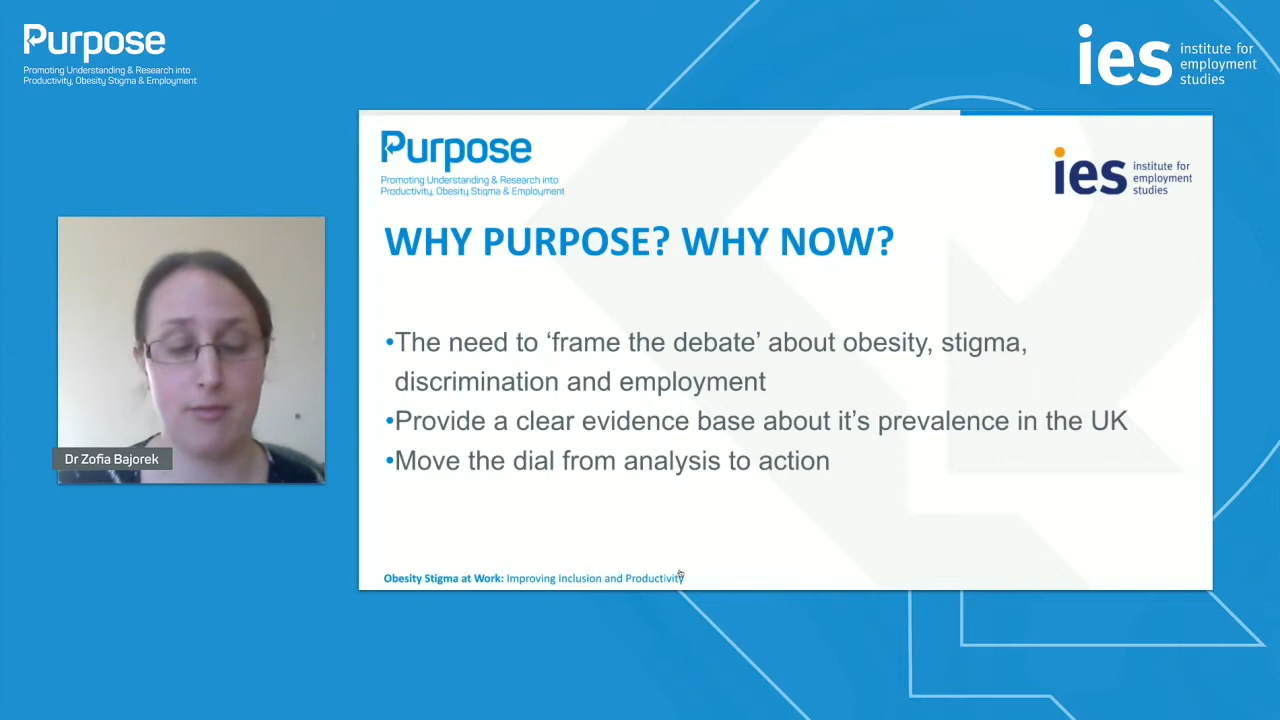 Purpose
Promoting Understanding & Research into
Productivity, Obesity Stigma & Employment
ies
institute for
employment
studies
Purpose
Promoting Understanding & Research into
Productivity, Obesity Stigma & Employment
ies
institute for
employment
studies
WHY PURPOSE? WHY NOW?
•The need to ‘frame the debate’ about obesity, stigma,
discrimination and employment
•Provide a clear evidence base about it’s prevalence in the UK
•Move the dial from analysis to action
Dr Zofia Bajorek
Obesity Stigma at Work: Improving Inclusion and Productivity